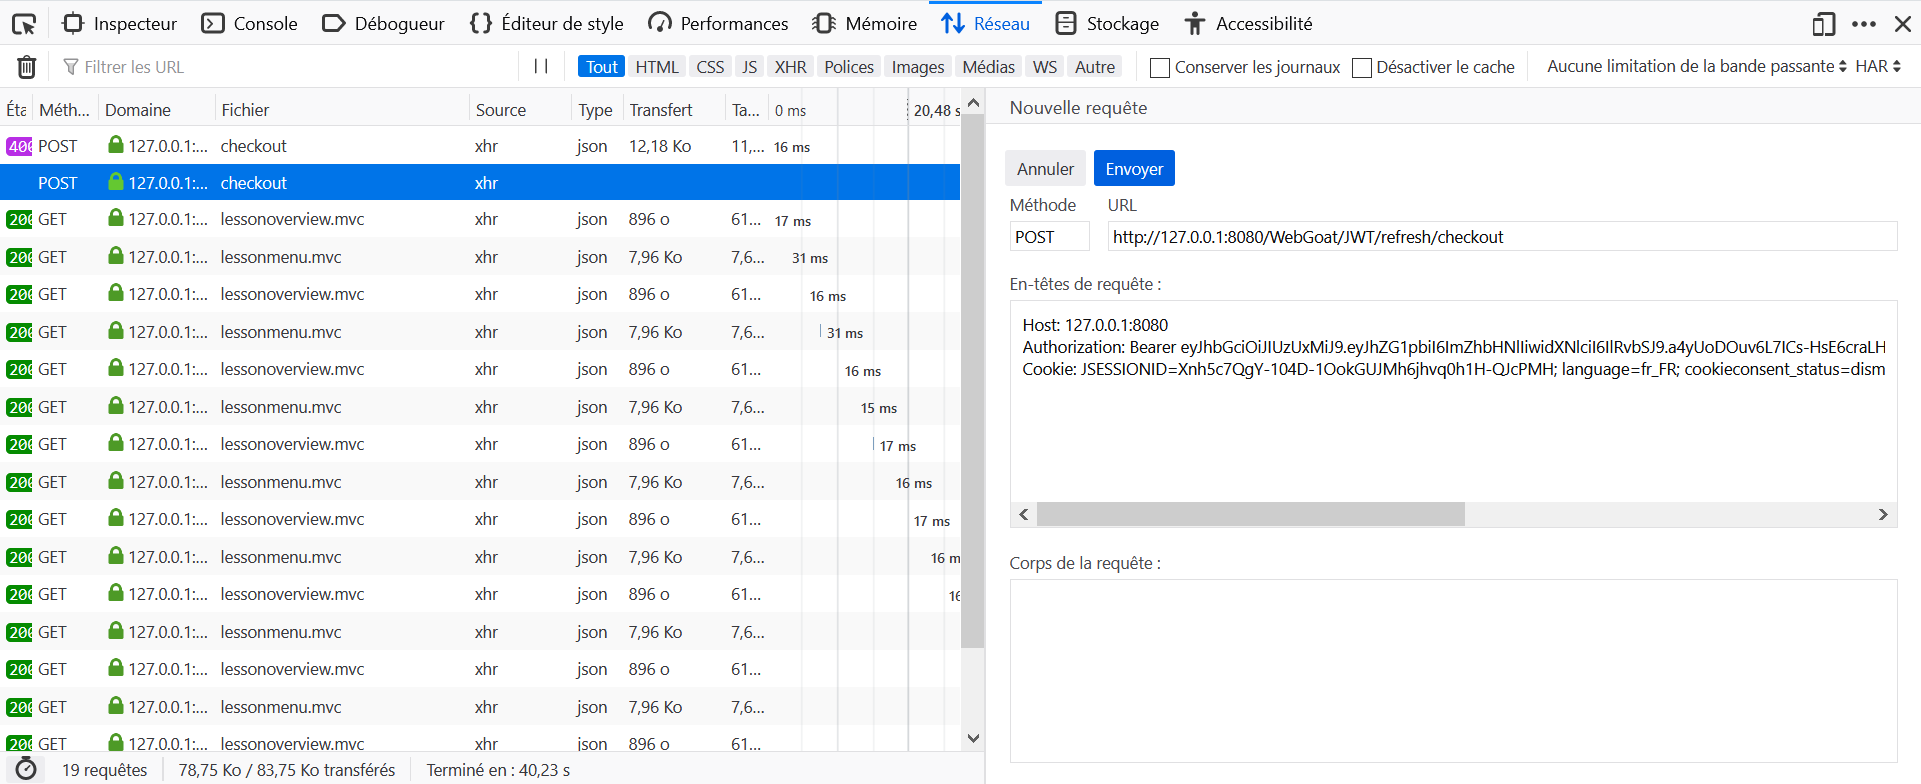 Inspecteur Console Débogueur Éditeur de style Performances Mémoire Réseau Stockage Accessibilité
Filtrer les URL Tout HTML CSS JS XHR Polices Images Médias WS Autre Conserver les journaux Désactiver le cache Aucune limitation de la bande passante HAR
Éta Méth... Domaine Fichier Source Type Transfert Ta... 0 ms 20,48 s
400 POST 127.0.0.1:... checkout xhr json 12,18 Ko 11,... 16 ms
POST 127.0.0.1:... checkout xhr
200 GET 127.0.0.1:... lessonoverview.mvc xhr json 896 o 61... 17 ms
200 GET 127.0.0.1:... lessonmenu.mvc xhr json 7,96 Ko 7,6... 31 ms
200 GET 127.0.0.1:... lessonoverview.mvc xhr json 896 o 61... 16 ms
200 GET 127.0.0.1:... lessonmenu.mvc xhr json 7,96 Ko 7,6... 31 ms
200 GET 127.0.0.1:... lessonoverview.mvc xhr json 896 o 61... 16 ms
200 GET 127.0.0.1:... lessonmenu.mvc xhr json 7,96 Ko 7,6... 15 ms
200 GET 127.0.0.1:... lessonoverview.mvc xhr json 896 o 61... 17 ms
200 GET 127.0.0.1:... lessonmenu.mvc xhr json 7,96 Ko 7,6... 16 ms
200 GET 127.0.0.1:... lessonoverview.mvc xhr json 896 o 61... 17 ms
200 GET 127.0.0.1:... lessonmenu.mvc xhr json 7,96 Ko 7,6... 16 m
200 GET 127.0.0.1:... lessonoverview.mvc xhr json 896 o 61... 16
200 GET 127.0.0.1:... lessonmenu.mvc xhr json 7,96 Ko 7,6...
200 GET 127.0.0.1:... lessonoverview.mvc xhr json 896 o 61...
200 GET 127.0.0.1:... lessonmenu.mvc xhr json 7,96 Ko 7,6...
200 GET 127.0.0.1:... lessonoverview.mvc xhr json 896 o 61...
19 requêtes 78,75 Ko / 83,75 Ko transférés Terminé en : 40,23 s
Nouvelle requête
Annuler Envoyer
Méthode URL
POST http://127.0.0.1:8080/WebGoat/JWT/refresh/checkout
En-têtes de requête :
Host: 127.0.0.1:8080
Authorization: Bearer eyJhbGciOiJIUzUxMiJ9.eyJhZG1pbiI6ImZhbHNlIiwidXNlciI6IlRvbSJ9.a4yUoDOuv6L7ICs-HsE6craLH
Cookie: JSESSIONID=Xnh5c7QgY-104D-1OokGUJMh6jhvq0h1H-QJcPMH; language=fr_FR; cookieconsent_status=dism
Corps de la requête :